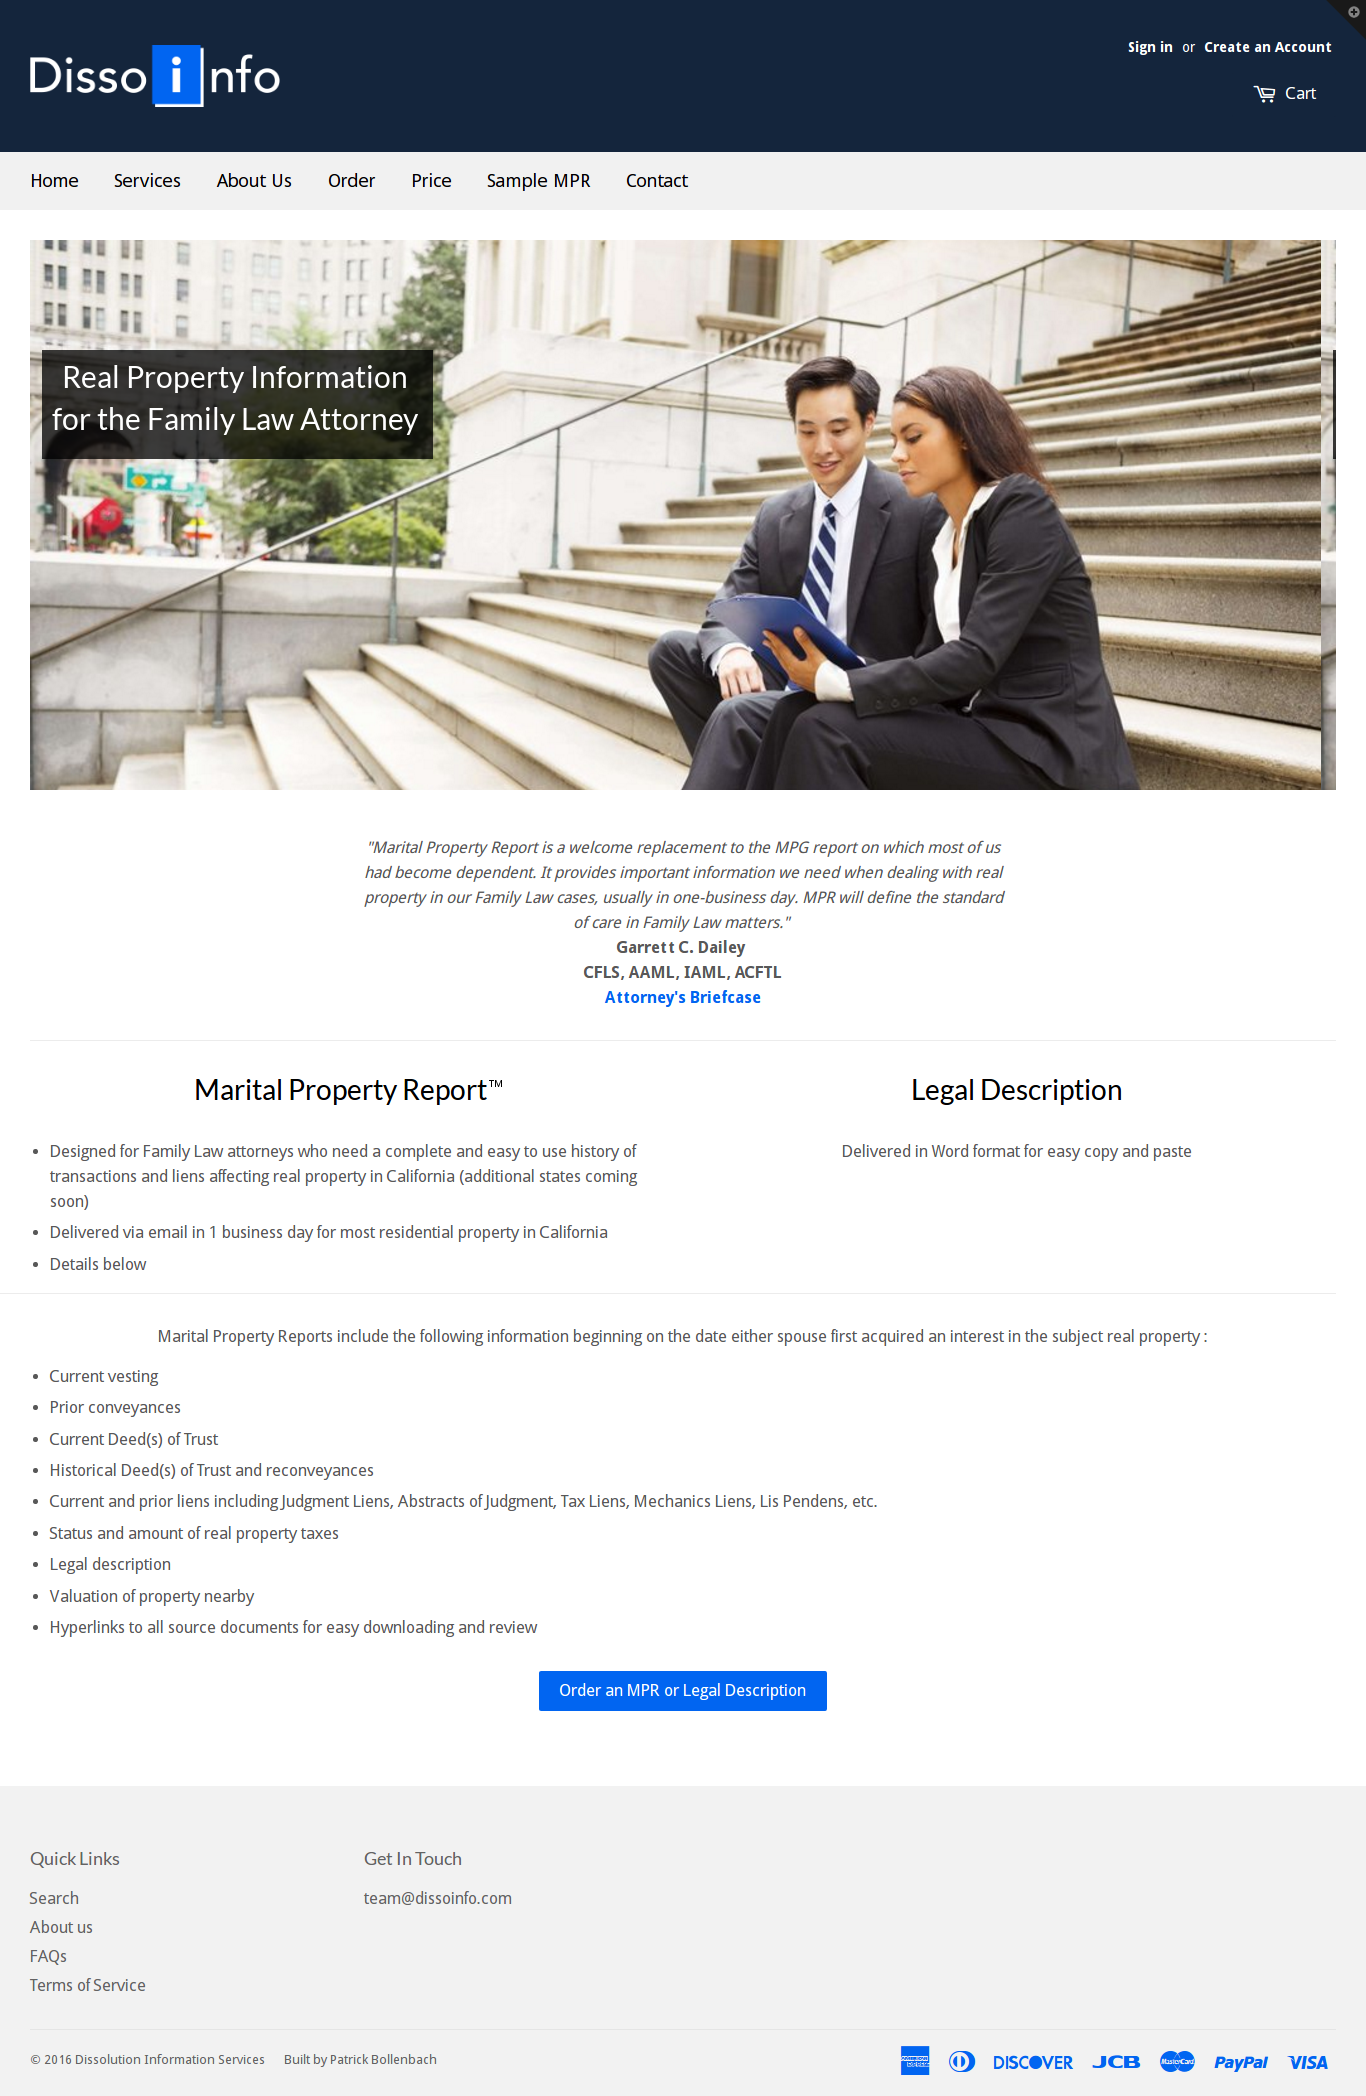 Disso i nfo
Sign in or Create an Account
Cart
Home Services About Us Order Price Sample MPR Contact
Real Property Information
for the Family Law Attorney
"Marital Property Report is a welcome replacement to the MPG report on which most of us
had become dependent. It provides important information we need when dealing with real
property in our Family Law cases, usually in one-business day. MPR will define the standard
of care in Family Law matters."
Garrett C. Dailey
CFLS, AAML, IAML, ACFTL
Attorney's Briefcase
Marital Property Report™
• Designed for Family Law attorneys who need a complete and easy to use history of
transactions and liens affecting real property in California (additional states coming
soon)
• Delivered via email in 1 business day for most residential property in California
• Details below
Legal Description
Delivered in Word format for easy copy and paste
Marital Property Reports include the following information beginning on the date either spouse first acquired an interest in the subject real property :
• Current vesting
• Prior conveyances
• Current Deed(s) of Trust
• Historical Deed(s) of Trust and reconveyances
• Current and prior liens including Judgment Liens, Abstracts of Judgment, Tax Liens, Mechanics Liens, Lis Pendens, etc.
• Status and amount of real property taxes
• Legal description
• Valuation of property nearby
• Hyperlinks to all source documents for easy downloading and review
Order an MPR or Legal Description
Quick Links
Search
About us
FAQs
Terms of Service
Get In Touch
team@dissoinfo.com
© 2016 Dissolution Information Services Built by Patrick Bollenbach
AMERICAN EXPRESS DISCOVER JCB MasterCard PayPal VISA